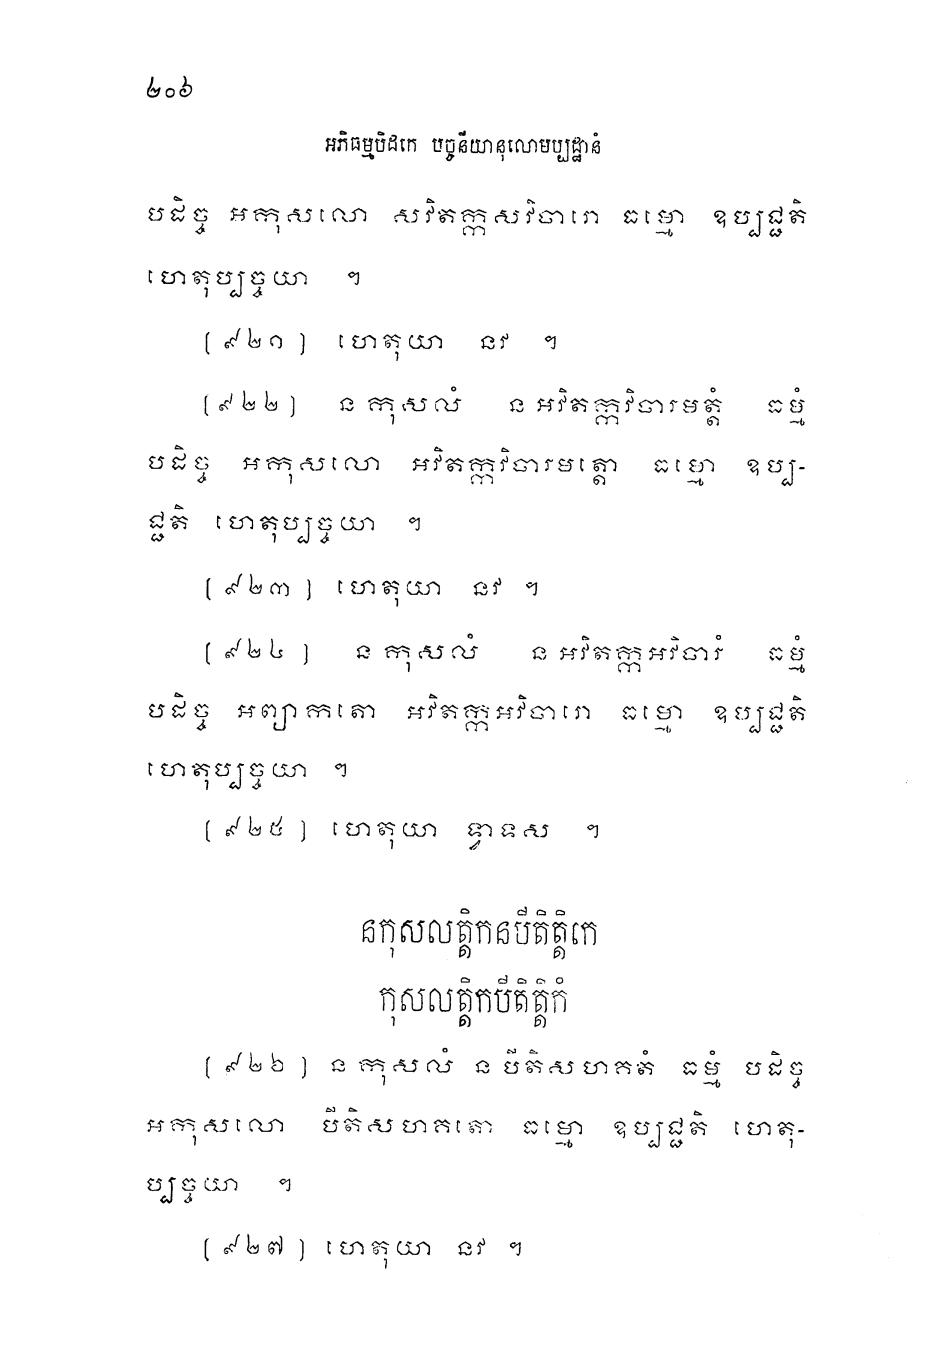 ២០៦
អភិធម្មបិដកេ បច្ចនីយានុលោមប្បដ្ឋានំ
បដិច្ច អកុសលោ សវិតក្កសវិចារោ ធម្មោ ឧប្បជ្ជតិ
ហេតុប្បច្ចយា ។
[៩២១] ហេតុយា នវ ។
[៩២២] ន កុសលំ ន អវិតក្កវិចារមត្តំ ធម្មំ
បដិច្ច អកុសលោ អវិតក្កវិចារមត្តោ ធម្មោ ឧប្ប-
ជ្ជតិ ហេតុប្បច្ចយា ។
[៩២៣] ហេតុយា នវ ។
[៩២៤] ន កុសលំ ន អវិតក្កអវិចារំ ធម្មំ
បដិច្ច អព្យាកតោ អវិតក្កអវិចារោ ធម្មោ ឧប្បជ្ជតិ
ហេតុប្បច្ចយា ។
[៩២៥] ហេតុយា ទ្វាទស ។
នកុសលត្តិកនបីតិត្តិកេ
កុសលត្តិកបីតិត្តិកំ
[៩២៦] ន កុសលំ ន បីតិសហគតំ ធម្មំ បដិច្ច
អកុសលោ បីតិសហគតោ ធម្មោ ឧប្បជ្ជតិ ហេតុ-
ប្បច្ចយា ។
[៩២៧] ហេតុយា នវ ។